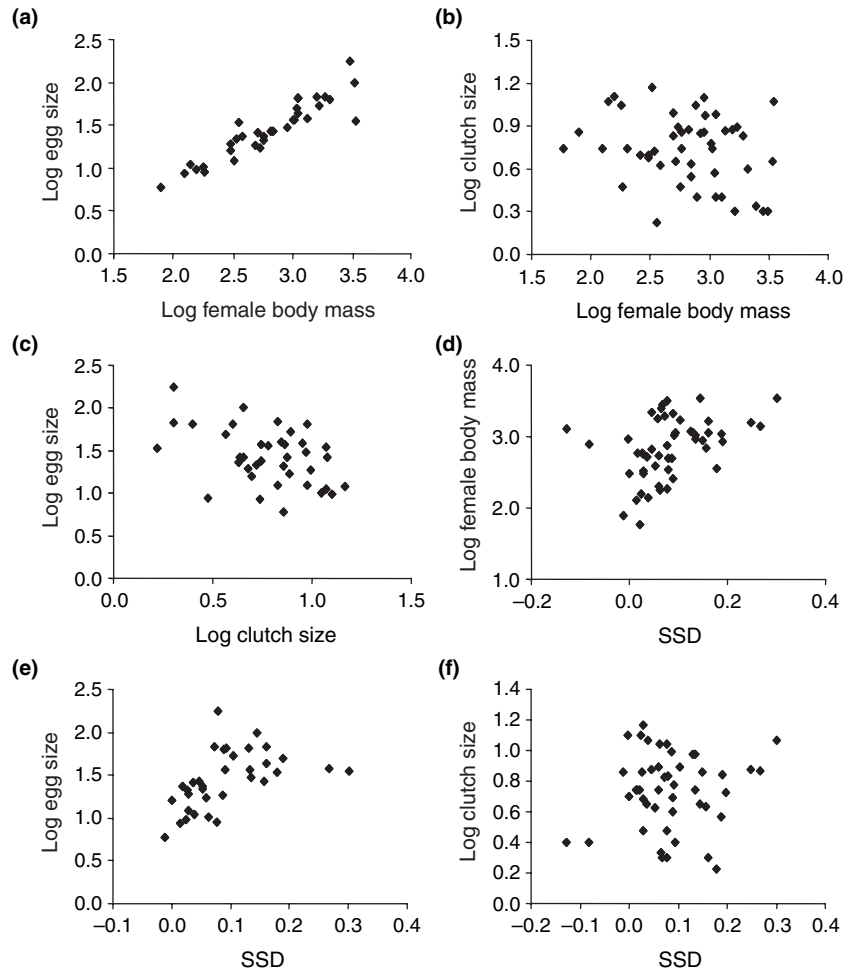 (a)
2.5
2.0
1.5
1.0
0.5
0.0
Log egg size
1.5 2.0 2.5 3.0 3.5 4.0
Log female body mass
(b)
1.5
1.2
0.9
0.6
0.3
0.0
Log clutch size
1.5 2.0 2.5 3.0 3.5 4.0
Log female body mass
(c)
2.5
2.0
1.5
1.0
0.5
0.0
Log egg size
0.0 0.5 1.0 1.5
Log clutch size
(d)
4.0
3.0
2.0
1.0
Log female body mass
−0.2 0.0 0.2 0.4
SSD
(e)
2.5
2.0
1.5
1.0
0.5
0.0
Log egg size
−0.1 0.0 0.1 0.2 0.3 0.4
SSD
(f)
1.4
1.2
1.0
0.8
0.6
0.4
0.2
0.0
Log clutch size
−0.2 −0.1 0.0 0.1 0.2 0.3 0.4
SSD